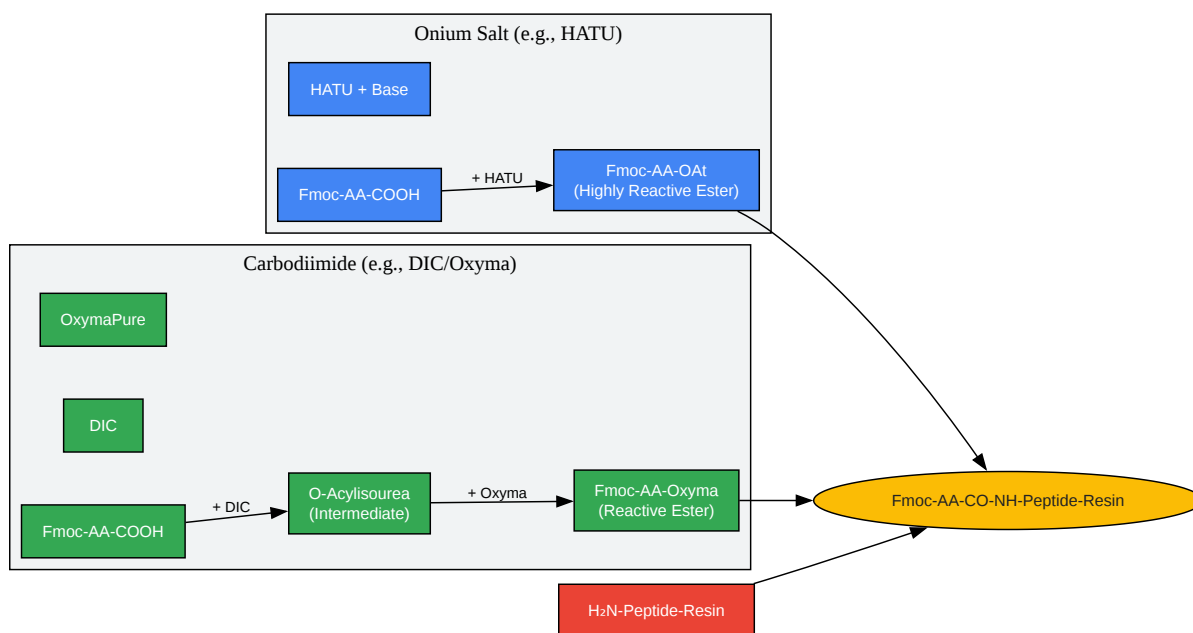 Onium Salt (e.g., HATU)
HATU + Base
Fmoc-AA-COOH
+ HATU
Fmoc-AA-OAt
(Highly Reactive Ester)
Carbodiimide (e.g., DIC/Oxyma)
OxymaPure
DIC
Fmoc-AA-COOH
+ DIC
O-Acylisourea
(Intermediate)
+ Oxyma
Fmoc-AA-Oxyma
(Reactive Ester)
Fmoc-AA-CO-NH-Peptide-Resin
H₂N-Peptide-Resin